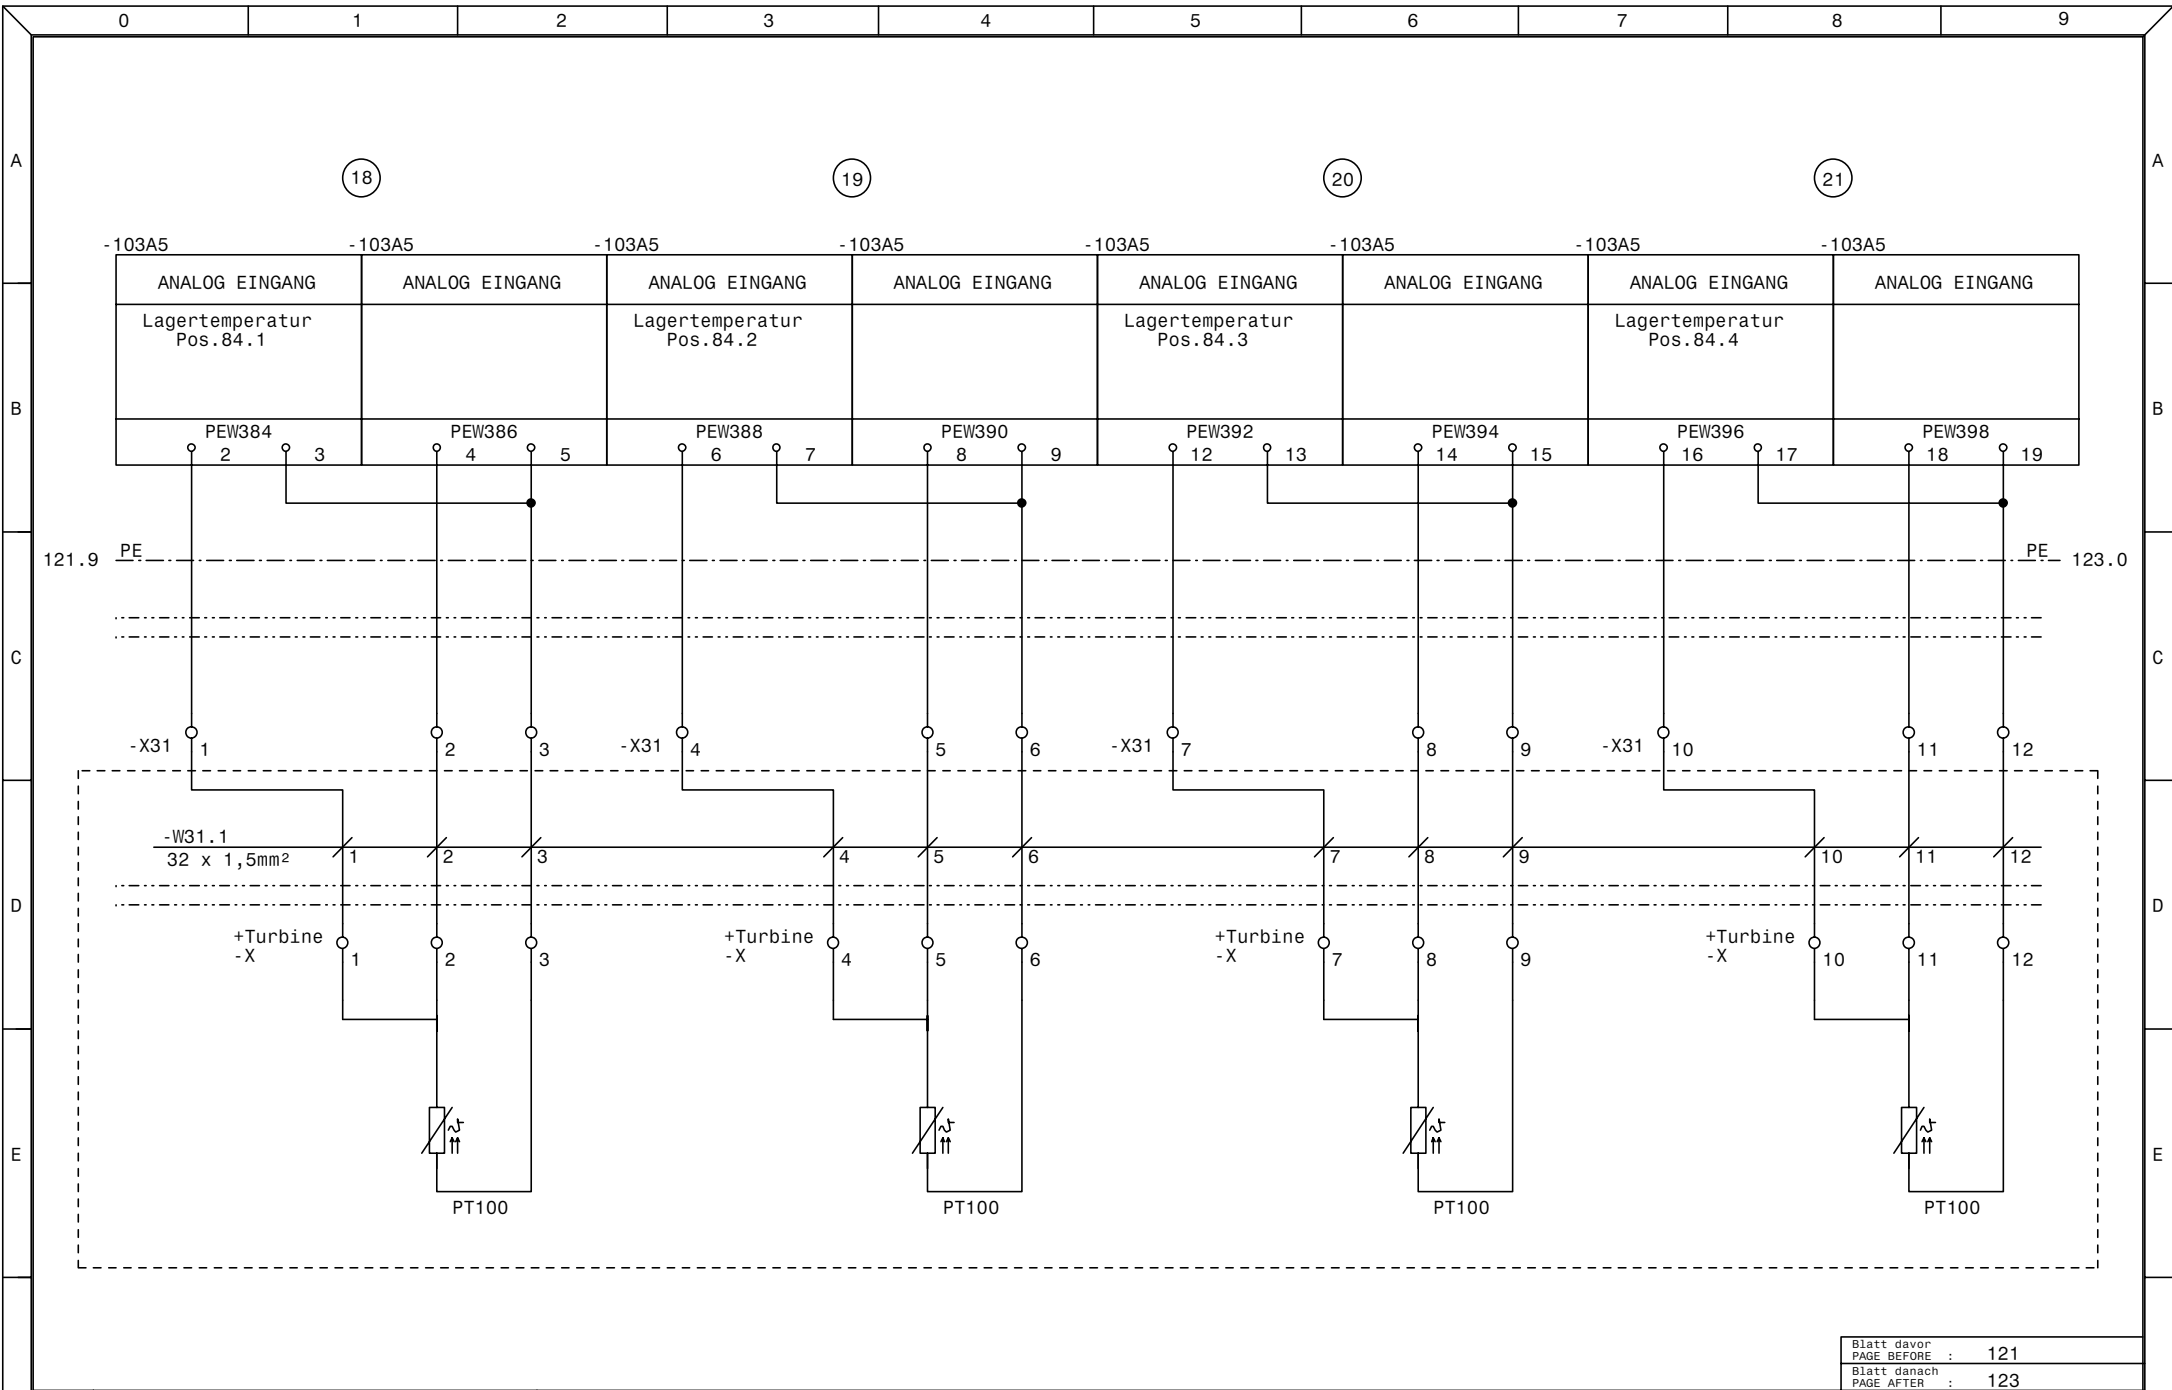 0 1 2 3 4 5 6 7 8 9
A A
18 19 20 21
-103A5 -103A5 -103A5 -103A5 -103A5 -103A5 -103A5 -103A5
ANALOG EINGANG ANALOG EINGANG ANALOG EINGANG ANALOG EINGANG ANALOG EINGANG ANALOG EINGANG ANALOG EINGANG ANALOG EINGANG
Lagertemperatur Lagertemperatur Lagertemperatur Lagertemperatur
Pos.84.1 Pos.84.2 Pos.84.3 Pos.84.4
B B
PEW384 PEW386 PEW388 PEW390 PEW392 PEW394 PEW396 PEW398
2 3 4 5 6 7 8 9 12 13 14 15 16 17 18 19
121.9 PE PE 123.0
C C
-X31 1 2 3 -X31 4 5 6 -X31 7 8 9 -X31 10 11 12
-W31.1
32 x 1,5mm² 1 2 3 4 5 6 7 8 9 10 11 12
D D
+Turbine +Turbine +Turbine +Turbine
-X 1 2 3 -X 4 5 6 -X 7 8 9 -X 10 11 12
E E
PT100 PT100 PT100 PT100
Blatt davor
PAGE BEFORE : 121
Blatt danach
PAGE AFTER : 123